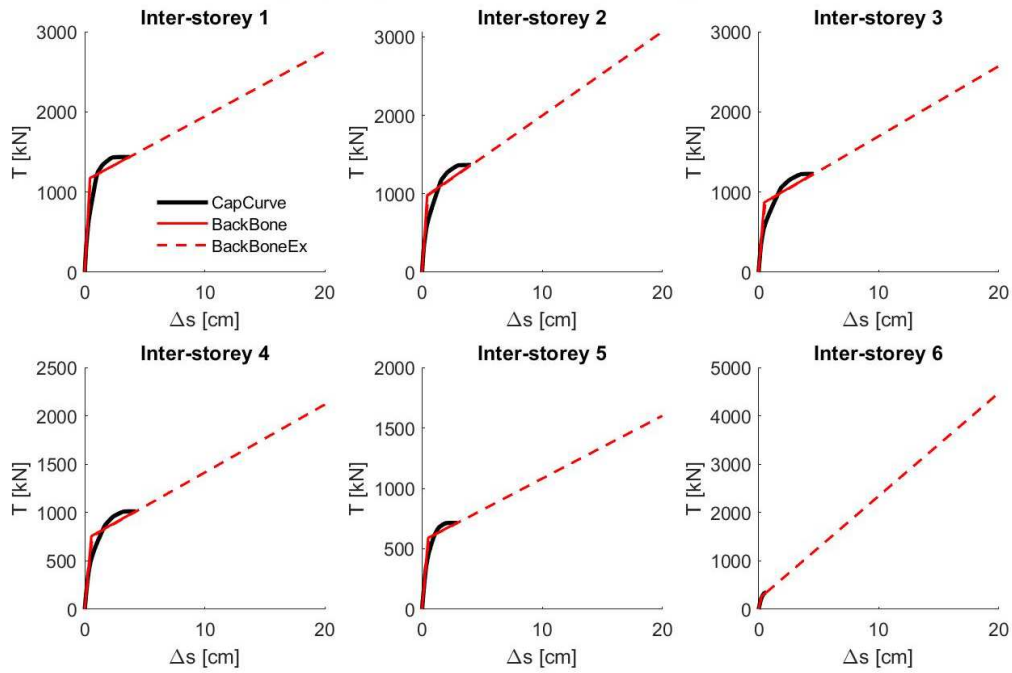 Inter-storey 1
3000
2000
1000
0
T [kN]
CapCurve
BackBone
BackBoneEx
0 10 20
Δs [cm]
Inter-storey 2
3000
2000
1000
0
T [kN]
0 10 20
Δs [cm]
Inter-storey 3
3000
2000
1000
0
T [kN]
0 10 20
Δs [cm]
Inter-storey 4
2500
2000
1500
1000
500
0
T [kN]
0 10 20
Δs [cm]
Inter-storey 5
2000
1500
1000
500
0
T [kN]
0 10 20
Δs [cm]
Inter-storey 6
5000
4000
3000
2000
1000
0
T [kN]
0 10 20
Δs [cm]